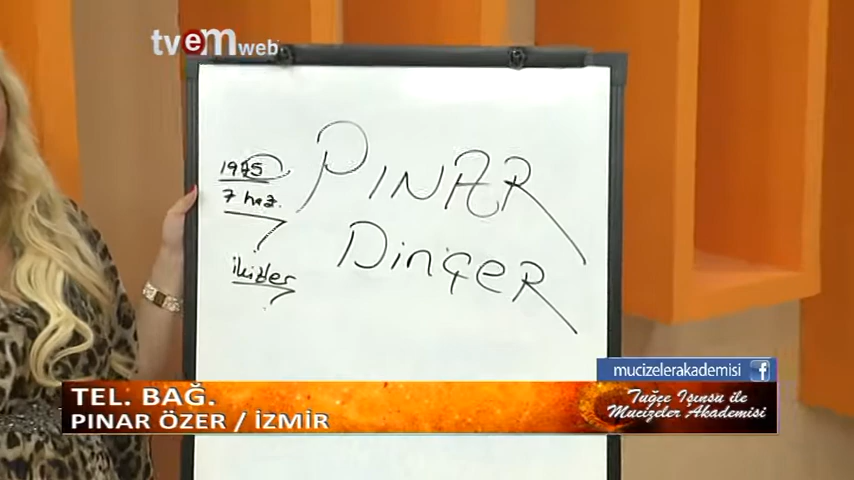 tvem web
1975
7 haz.
ikizler
PINAR
Dinçer
mucizelerakademisi f
TEL. BAĞ.
PINAR ÖZER / İZMİR
Tuğçe Işınsu ile
Mucizeler Akademisi